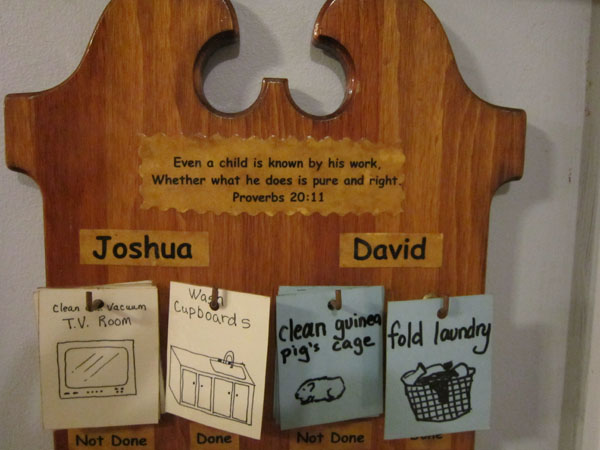 Even a child is known by his work,
Whether what he does is pure and right.
Proverbs 20:11
Joshua
David
Clean & Vacuum
T.V. Room
Wash
Cupboards
clean guinea
pig's cage
fold laundry
Not Done
Done
Not Done
Done